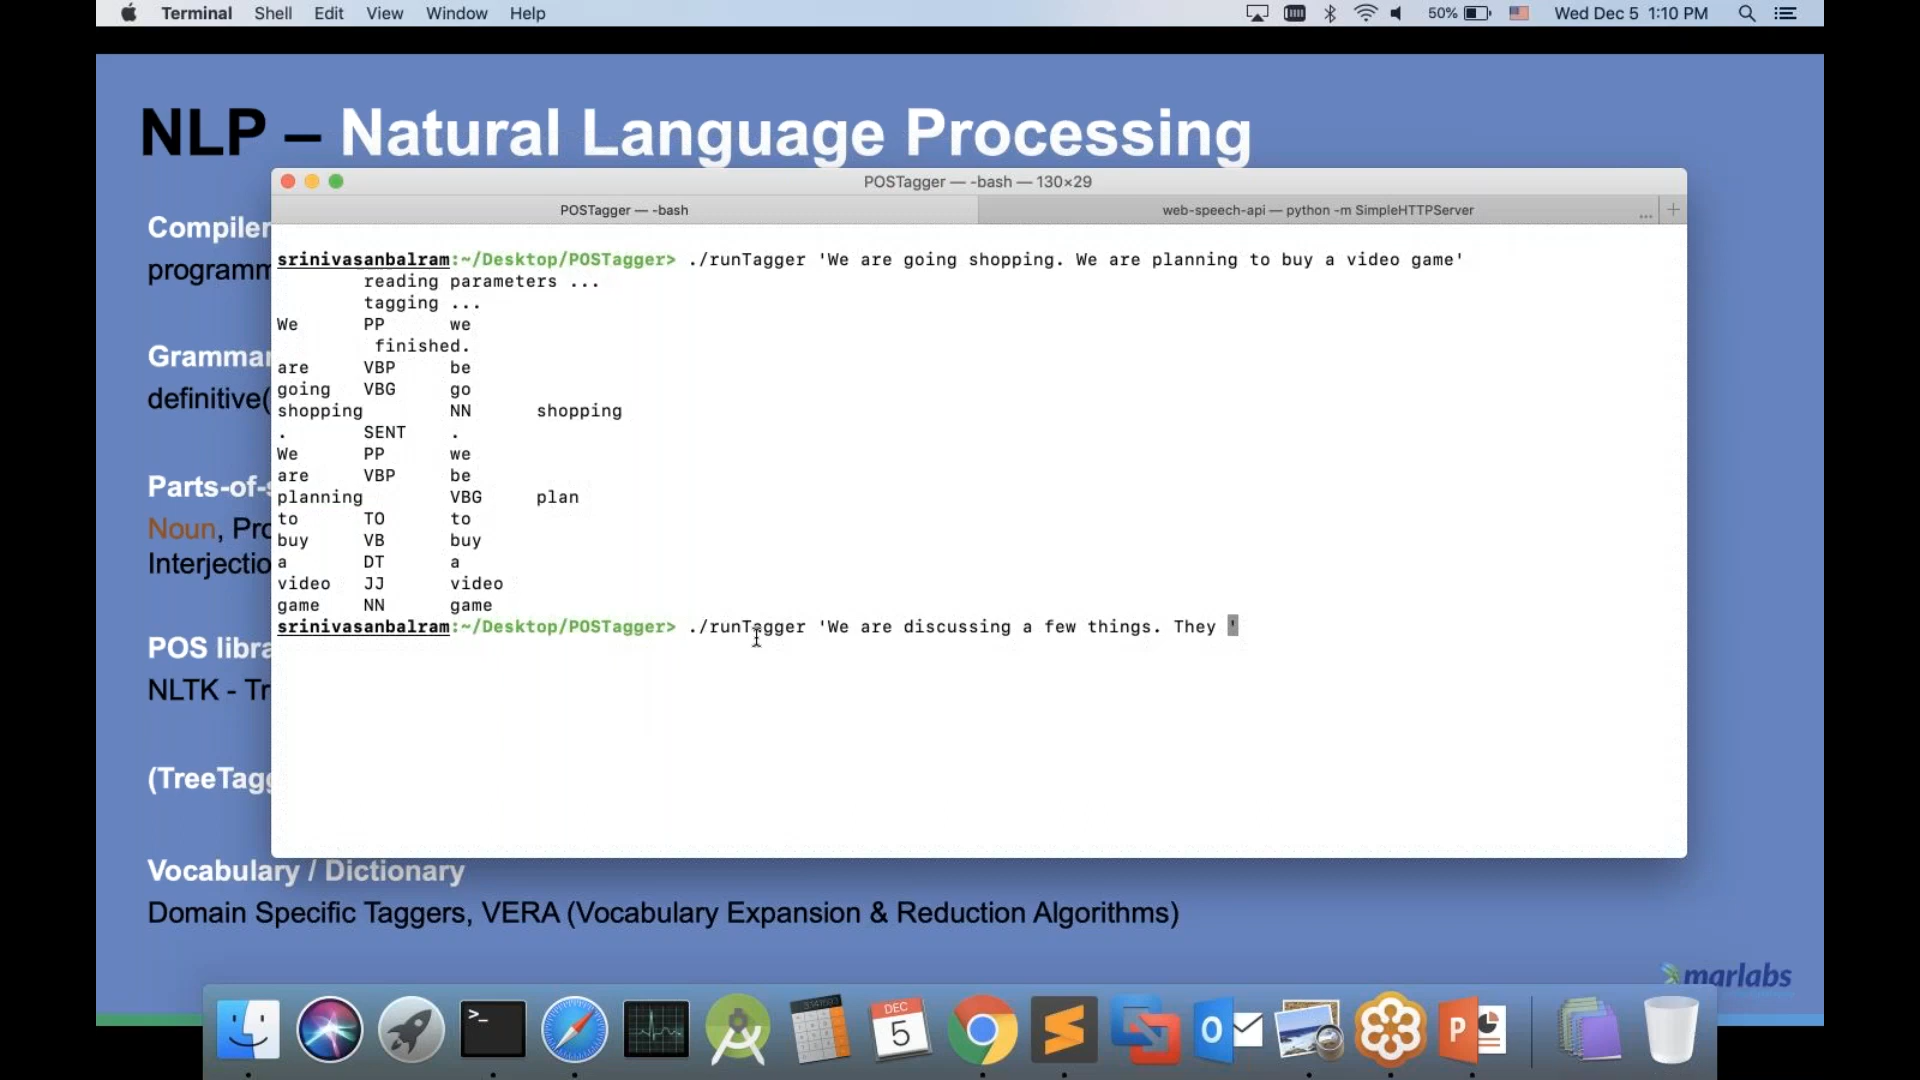 Terminal Shell Edit View Window Help 50% Wed Dec 5 1:10 PM
NLP – Natural Language Processing
POSTagger — -bash — 130×29
POSTagger — -bash
web-speech-api — python -m SimpleHTTPServer ... +
srinivasanbalram:~/Desktop/POSTagger> ./runTagger 'We are going shopping. We are planning to buy a video game'
reading parameters ...
tagging ...
We PP we
finished.
are VBP be
going VBG go
shopping NN shopping
. SENT .
We PP we
are VBP be
planning VBG plan
to TO to
buy VB buy
a DT a
video JJ video
game NN game
srinivasanbalram:~/Desktop/POSTagger> ./runTagger 'We are discussing a few things. They '
Compiler
programm
Grammar
definitive(
Parts-of-s
Noun, Pro
Interjectio
POS libra
NLTK - Tr
(TreeTagg
Vocabulary / Dictionary
Domain Specific Taggers, VERA (Vocabulary Expansion & Reduction Algorithms)
marlabs
DEC
5